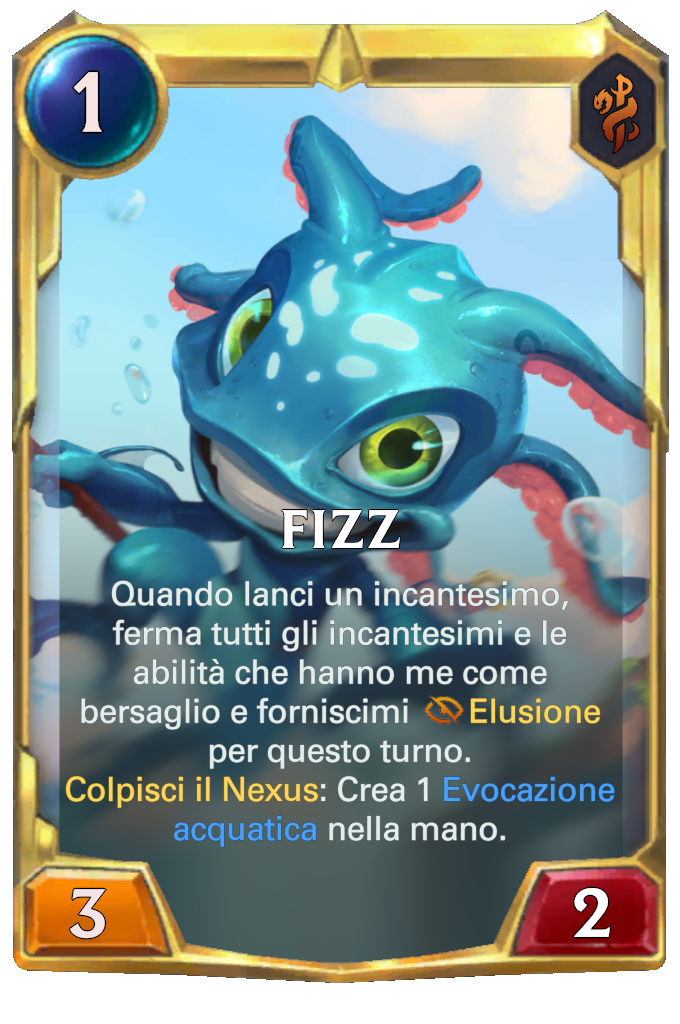 1
FIZZ
Quando lanci un incantesimo,
ferma tutti gli incantesimi e le
abilità che hanno me come
bersaglio e forniscimi Elusione
per questo turno.
Colpisci il Nexus: Crea 1 Evocazione
acquatica nella mano.
3
2